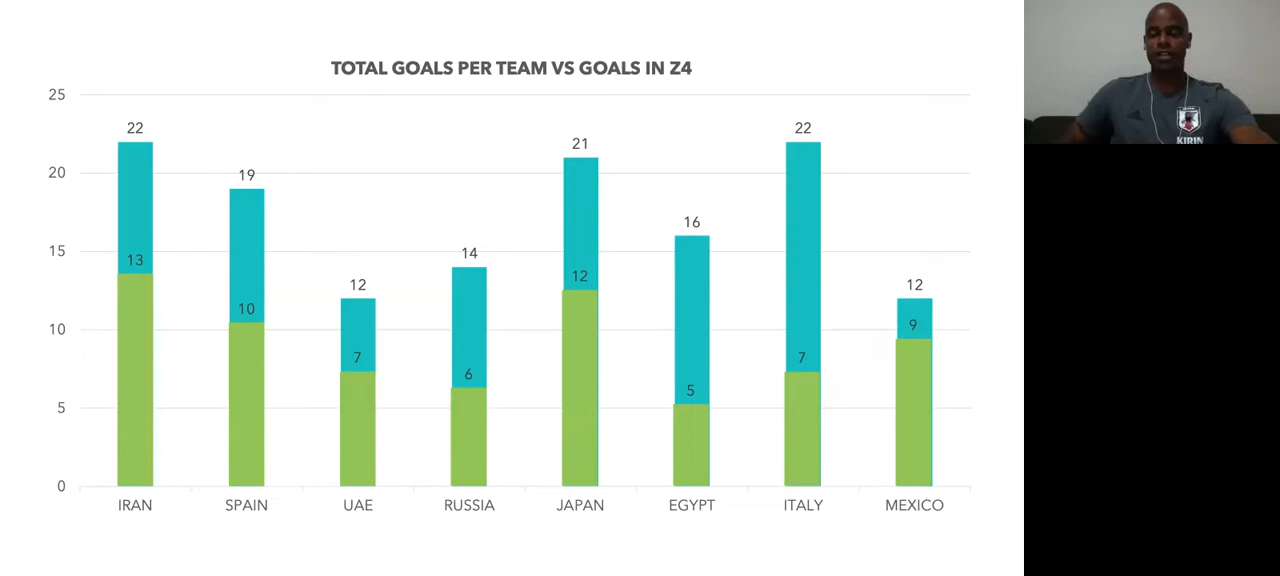 TOTAL GOALS PER TEAM VS GOALS IN Z4
25
20
15
10
5
0
22
19
12
14
21
16
22
12
13
10
7
6
12
5
7
9
IRAN
SPAIN
UAE
RUSSIA
JAPAN
EGYPT
ITALY
MEXICO
KIRIN